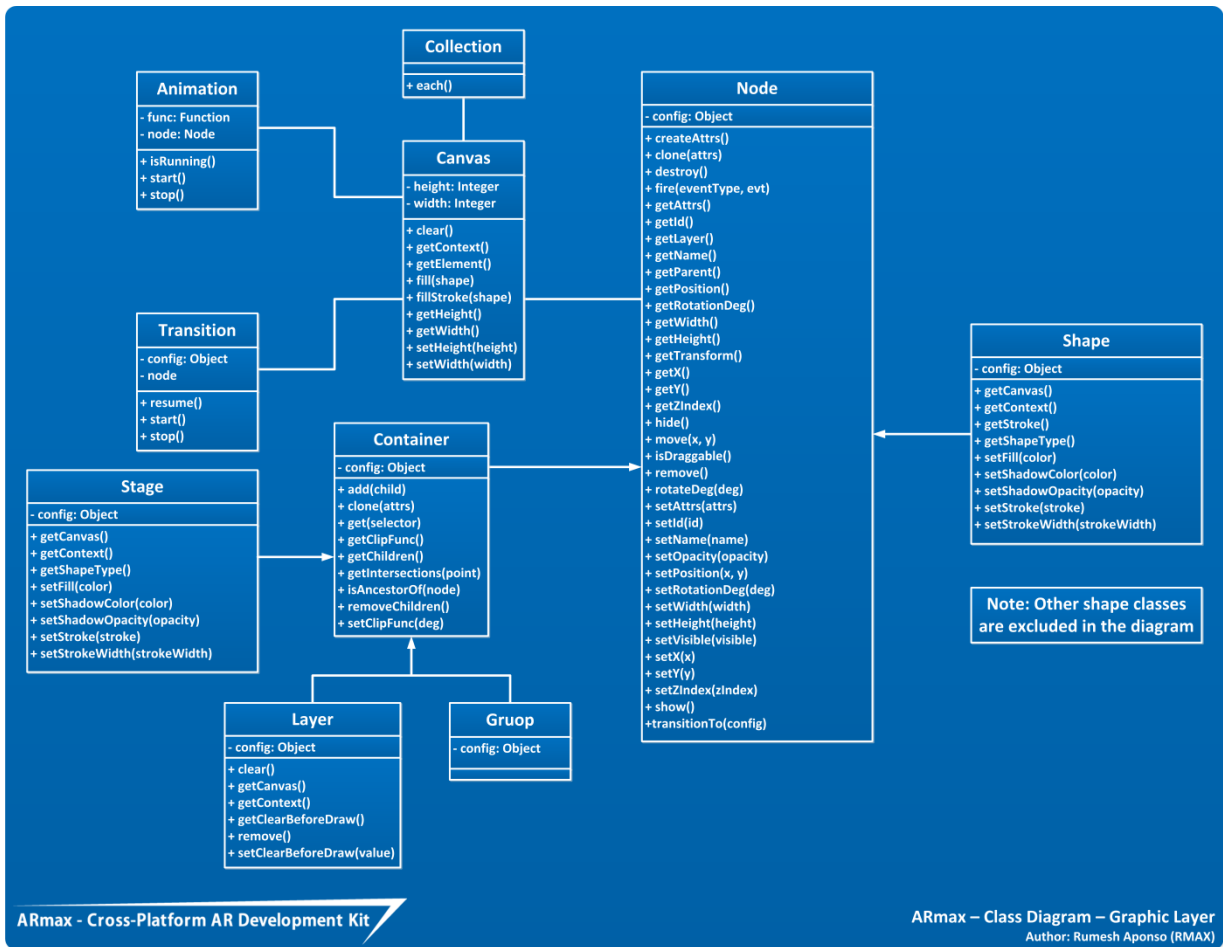 Collection
+ each()
Animation
- func: Function
- node: Node
+ isRunning()
+ start()
+ stop()
Canvas
- height: Integer
- width: Integer
+ clear()
+ getContext()
+ getElement()
+ fill(shape)
+ fillStroke(shape)
+ getHeight()
+ getWidth()
+ setHeight(height)
+ setWidth(width)
Node
- config: Object
+ createAttrs()
+ clone(attrs)
+ destroy()
+ fire(eventType, evt)
+ getAttrs()
+ getId()
+ getLayer()
+ getName()
+ getParent()
+ getPosition()
+ getRotationDeg()
+ getWidth()
+ getHeight()
+ getTransform()
+ getX()
+ getY()
+ getZIndex()
+ hide()
+ move(x, y)
+ isDraggable()
+ remove()
+ rotateDeg(deg)
+ setAttrs(attrs)
+ setId(id)
+ setName(name)
+ setOpacity(opacity)
+ setPosition(x, y)
+ setRotationDeg(deg)
+ setWidth(width)
+ setHeight(height)
+ setVisible(visible)
+ setX(x)
+ setY(y)
+ setZIndex(zIndex)
+ show()
+transitionTo(config)
Transition
- config: Object
- node
+ resume()
+ start()
+ stop()
Shape
- config: Object
+ getCanvas()
+ getContext()
+ getStroke()
+ getShapeType()
+ setFill(color)
+ setShadowColor(color)
+ setShadowOpacity(opacity)
+ setStroke(stroke)
+ setStrokeWidth(strokeWidth)
Container
- config: Object
+ add(child)
+ clone(attrs)
+ get(selector)
+ getClipFunc()
+ getChildren()
+ getIntersections(point)
+ isAncestorOf(node)
+ removeChildren()
+ setClipFunc(deg)
Stage
- config: Object
+ getCanvas()
+ getContext()
+ getShapeType()
+ setFill(color)
+ setShadowColor(color)
+ setShadowOpacity(opacity)
+ setStroke(stroke)
+ setStrokeWidth(strokeWidth)
Note: Other shape classes
are excluded in the diagram
Layer
- config: Object
+ clear()
+ getCanvas()
+ getContext()
+ getClearBeforeDraw()
+ remove()
+ setClearBeforeDraw(value)
Gruop
- config: Object
ARmax - Cross-Platform AR Development Kit
ARmax – Class Diagram – Graphic Layer
Author: Rumesh Aponso (RMAX)